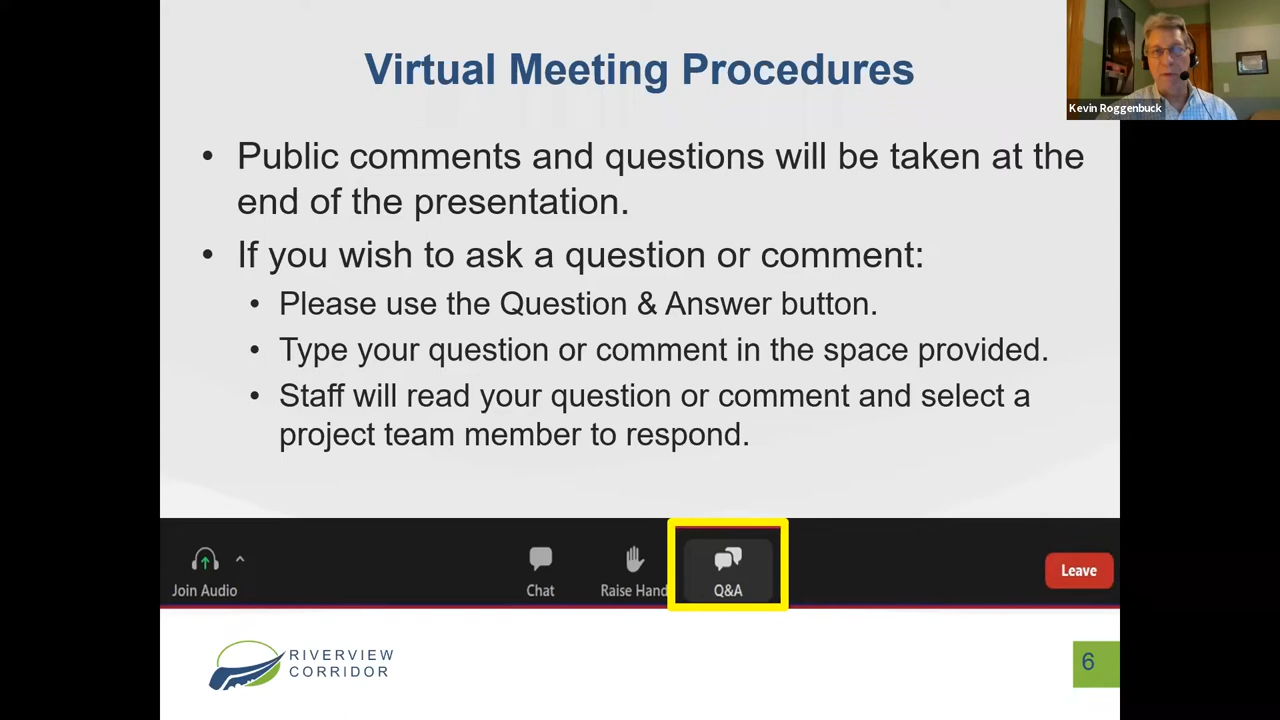 Virtual Meeting Procedures
Kevin Roggenbuck
• Public comments and questions will be taken at the
end of the presentation.
• If you wish to ask a question or comment:
• Please use the Question & Answer button.
• Type your question or comment in the space provided.
• Staff will read your question or comment and select a
project team member to respond.
Join Audio
Chat
Raise Hand
Q&A
Leave
RIVERVIEW
CORRIDOR
6